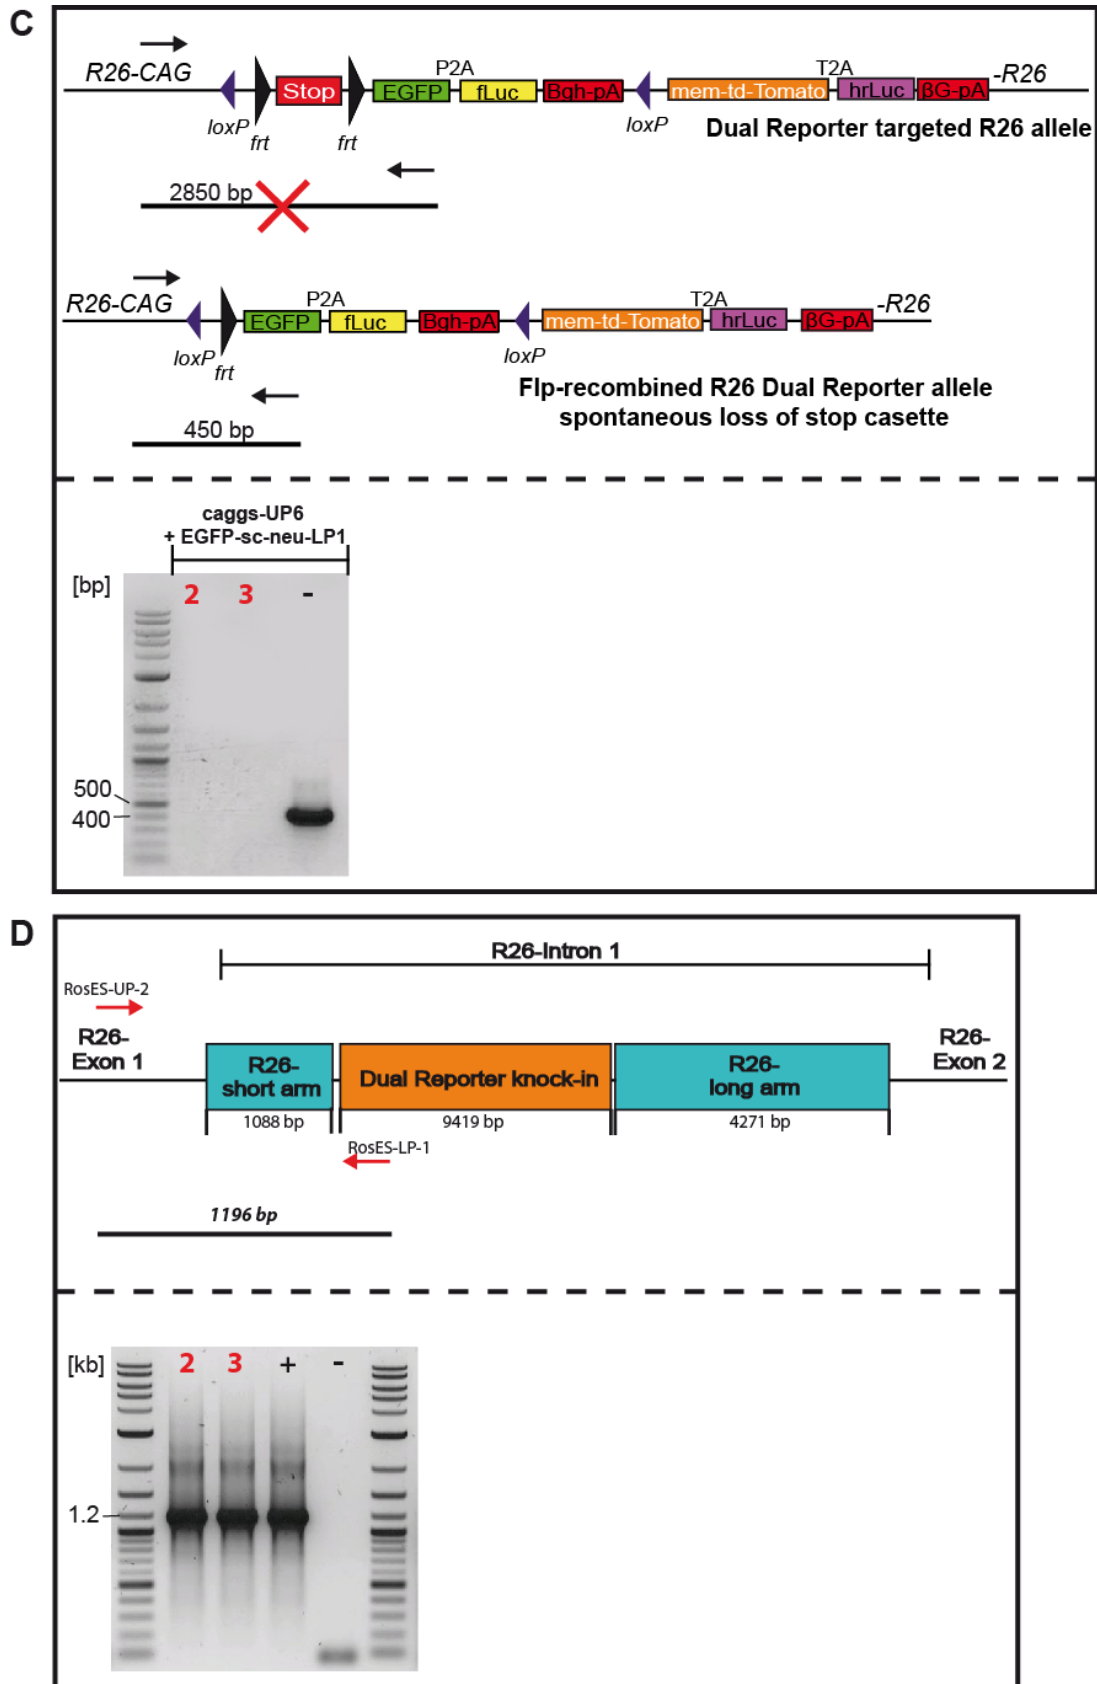 C
R26-CAG
loxP
frt
Stop
frt
EGFP
P2A
fLuc
Bgh-pA
loxP
mem-td-Tomato
T2A
hrLuc
βG-pA
-R26
Dual Reporter targeted R26 allele
2850 bp
R26-CAG
loxP
frt
EGFP
P2A
fLuc
Bgh-pA
loxP
mem-td-Tomato
T2A
hrLuc
βG-pA
-R26
Flp-recombined R26 Dual Reporter allele
spontaneous loss of stop casette
450 bp
caggs-UP6
+ EGFP-sc-neu-LP1
[bp]
2 3 -
500
400
D
R26-Intron 1
RosES-UP-2
R26-
Exon 1
R26-
short arm
Dual Reporter knock-in
R26-
long arm
R26-
Exon 2
1088 bp
9419 bp
4271 bp
RosES-LP-1
1196 bp
[kb]
2 3 + -
1.2